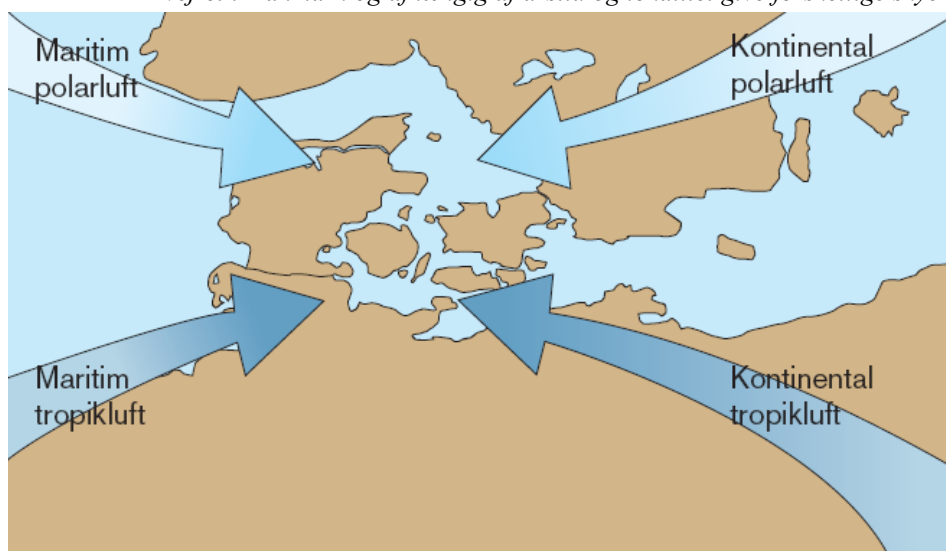 Maritim
polarluft
Kontinental
polarluft
Maritim
tropikluft
Kontinental
tropikluft